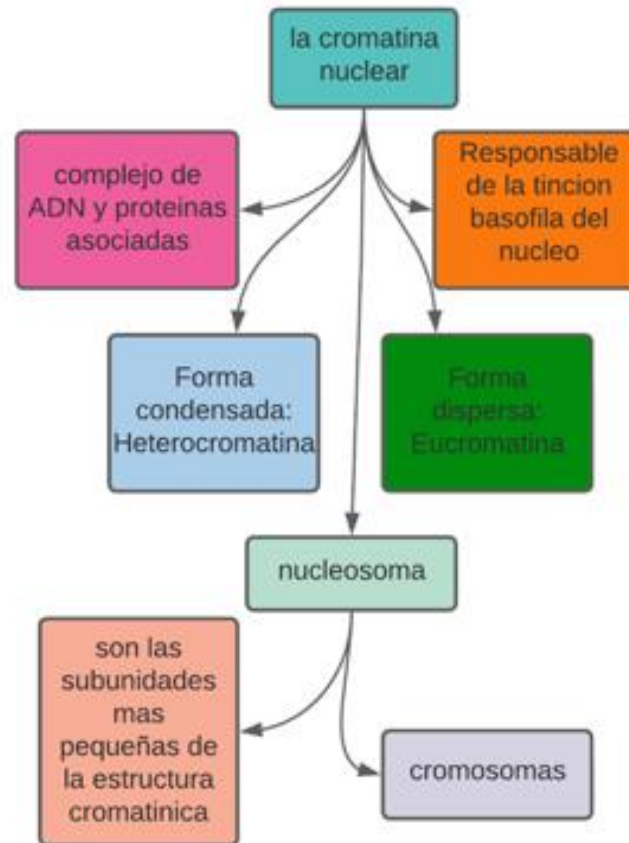 la cromatina
nuclear
complejo de
ADN y proteinas
asociadas
Responsable
de la tincion
basofila del
nucleo
Forma
condensada:
Heterocromatina
Forma
dispersa:
Eucromatina
nucleosoma
son las
subunidades
mas
pequeñas de
la estructura
cromatinica
cromosomas